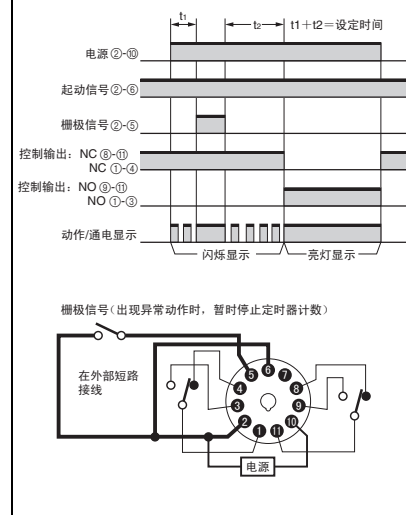 t1 t2 t1+t2=设定时间
电源②-⑩
起动信号②-⑥
栅极信号②-⑤
控制输出：NC ⑧-⑪
NC ①-④
控制输出：NO ⑨-⑪
NO ①-③
动作/通电显示
闪烁显示 亮灯显示
栅极信号(出现异常动作时，暂时停止定时器计数)
在外部短路
接线
5 6 7
4 8
3 9
2 10
1 11
电源